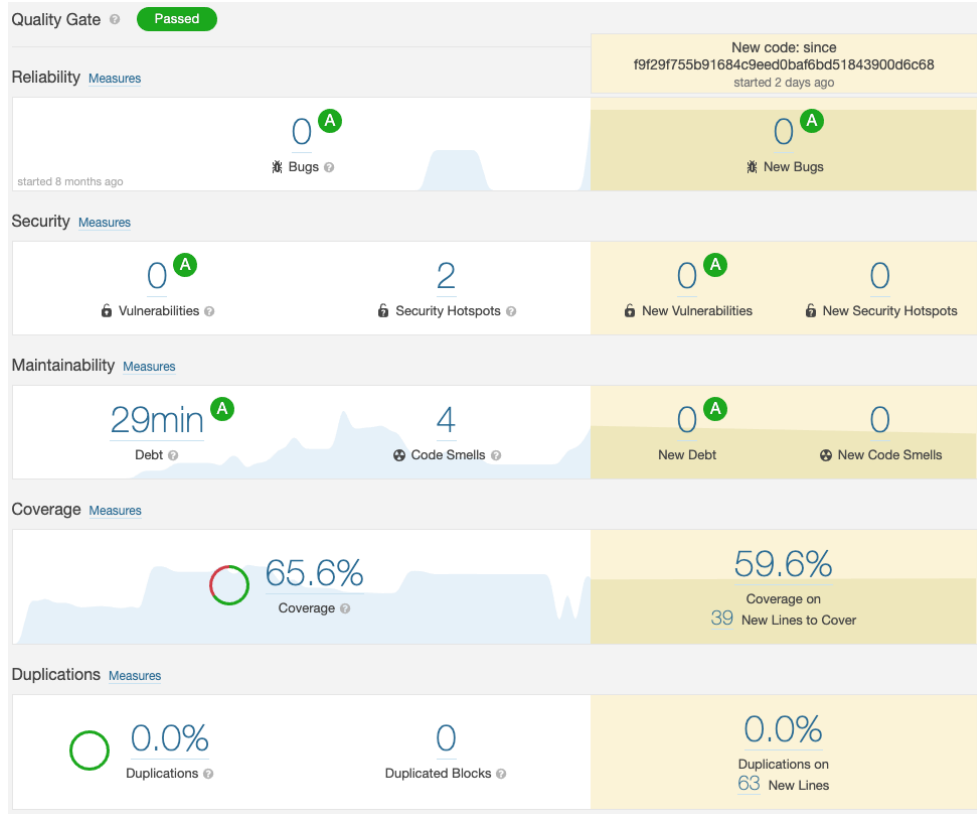 Quality Gate Passed
New code: since
f9f29f755b91684c9eed0baf6bd51843900d6c68
started 2 days ago
Reliability Measures
0 A
Bugs
started 8 months ago
0 A
New Bugs
Security Measures
0 A
Vulnerabilities
2
Security Hotspots
0 A
New Vulnerabilities
0
New Security Hotspots
Maintainability Measures
29min A
Debt
4
Code Smells
0 A
New Debt
0
New Code Smells
Coverage Measures
65.6%
Coverage
59.6%
Coverage on
39 New Lines to Cover
Duplications Measures
0.0%
Duplications
0
Duplicated Blocks
0.0%
Duplications on
63 New Lines